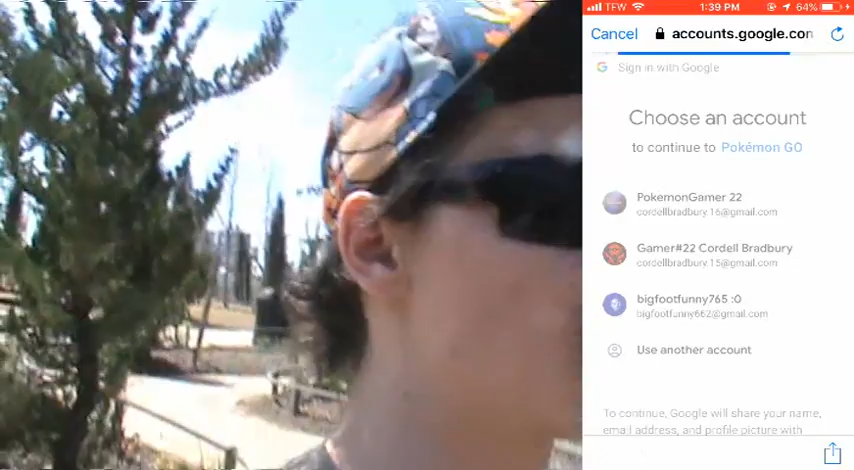 TFW 1:39 PM 64%
Cancel accounts.google.com
Sign in with Google
Choose an account
to continue to Pokémon GO
PokemonGamer 22
cordellbradbury.16@gmail.com
Gamer#22 Cordell Bradbury
cordellbradbury.15@gmail.com
bigfootfunny765 :0
bigfootfunny662@gmail.com
Use another account
To continue, Google will share your name,
email address, and profile picture with